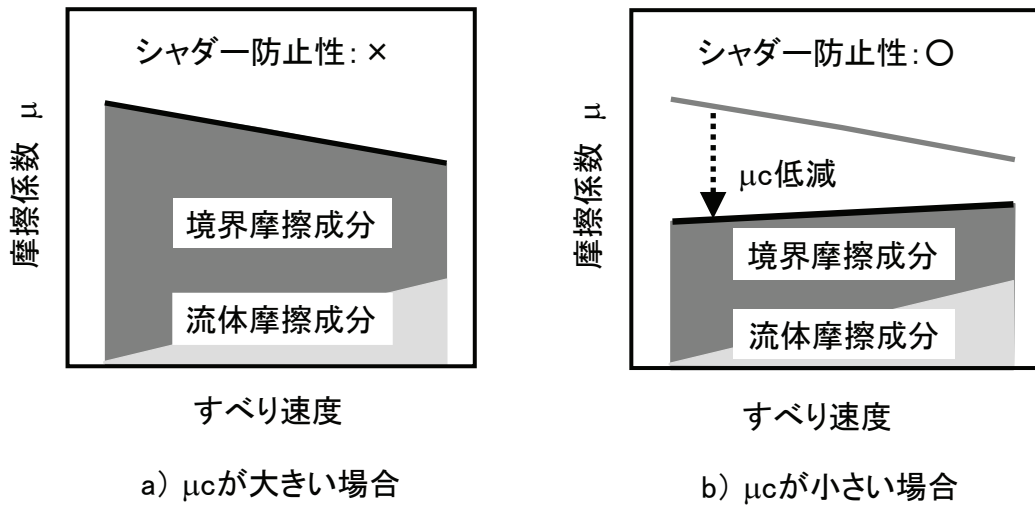 シャダー防止性：×
摩擦係数 μ
境界摩擦成分
流体摩擦成分
すべり速度
a）μcが大きい場合
シャダー防止性：〇
摩擦係数 μ
μc低減
境界摩擦成分
流体摩擦成分
すべり速度
b）μcが小さい場合